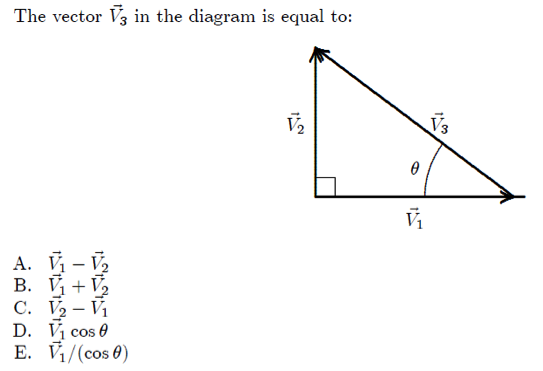 The vector V⃗₃ in the diagram is equal to:
V⃗₂
V⃗₃
θ
V⃗₁
A. V⃗₁ − V⃗₂
B. V⃗₁ + V⃗₂
C. V⃗₂ − V⃗₁
D. V⃗₁ cos θ
E. V⃗₁/(cos θ)